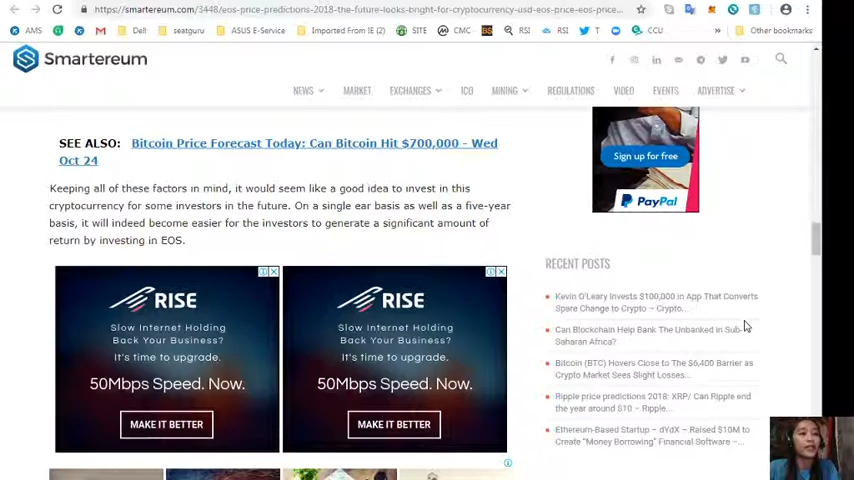 https://smartereum.com/3448/eos-price-predictions-2018-the-future-looks-bright-for-cryptocurrency-usd-eos-price-eos-price...
AMS
Dell
seatguru
ASUS E-Service
Imported From IE (2)
SITE
CMC
RSI
RSI
T
CCU
Other bookmarks
Smartereum
NEWS
MARKET
EXCHANGES
ICO
MINING
REGULATIONS
VIDEO
EVENTS
ADVERTISE
SEE ALSO: Bitcoin Price Forecast Today: Can Bitcoin Hit $700,000 - Wed
Oct 24
Keeping all of these factors in mind, it would seem like a good idea to invest in this
cryptocurrency for some investors in the future. On a single ear basis as well as a five-year
basis, it will indeed become easier for the investors to generate a significant amount of
return by investing in EOS.
RISE
Slow Internet Holding
Back Your Business?
It's time to upgrade.
50Mbps Speed. Now.
MAKE IT BETTER
RISE
Slow Internet Holding
Back Your Business?
It's time to upgrade.
50Mbps Speed. Now.
MAKE IT BETTER
Sign up for free
PayPal
RECENT POSTS
Kevin O'Leary Invests $100,000 in App That Converts
Spare Change to Crypto – Crypto...
Can Blockchain Help Bank The Unbanked in Sub-
Saharan Africa?
Bitcoin (BTC) Hovers Close to The $6,400 Barrier as
Crypto Market Sees Slight Losses...
Ripple price predictions 2018: XRP/ Can Ripple end
the year around $10 – Ripple...
Ethereum-Based Startup – dYdX – Raised $10M to
Create “Money Borrowing” Financial Software –...